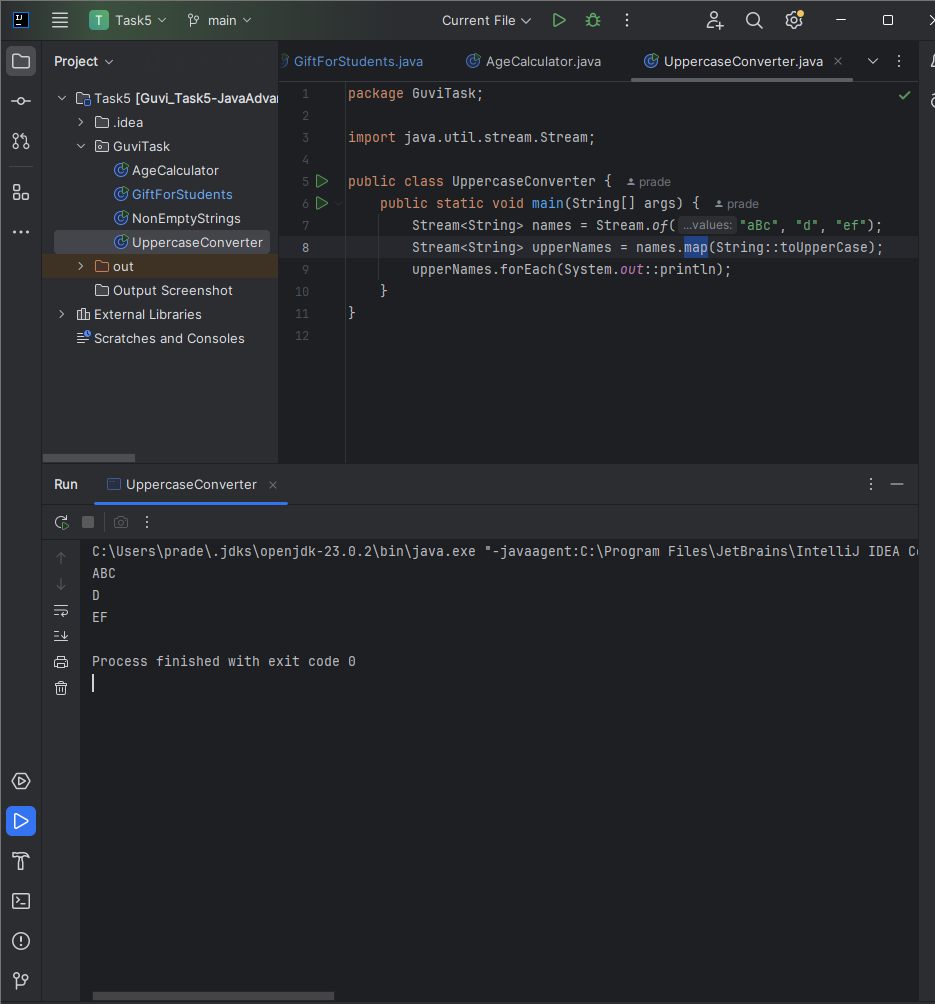 IJ
T Task5 main Current File
Project
GiftForStudents.java AgeCalculator.java UppercaseConverter.java
Task5 [Guvi_Task5-JavaAdvan
.idea
GuviTask
AgeCalculator
GiftForStudents
NonEmptyStrings
UppercaseConverter
out
Output Screenshot
External Libraries
Scratches and Consoles
1 package GuviTask;
2
3 import java.util.stream.Stream;
4
5 public class UppercaseConverter { prade
6 public static void main(String[] args) { prade
7 Stream<String> names = Stream.of( ...values: "aBc", "d", "ef");
8 Stream<String> upperNames = names.map(String::toUpperCase);
9 upperNames.forEach(System.out::println);
10 }
11 }
12
Run UppercaseConverter
C:\Users\prade\.jdks\openjdk-23.0.2\bin\java.exe "-javaagent:C:\Program Files\JetBrains\IntelliJ IDEA Co
ABC
D
EF
Process finished with exit code 0